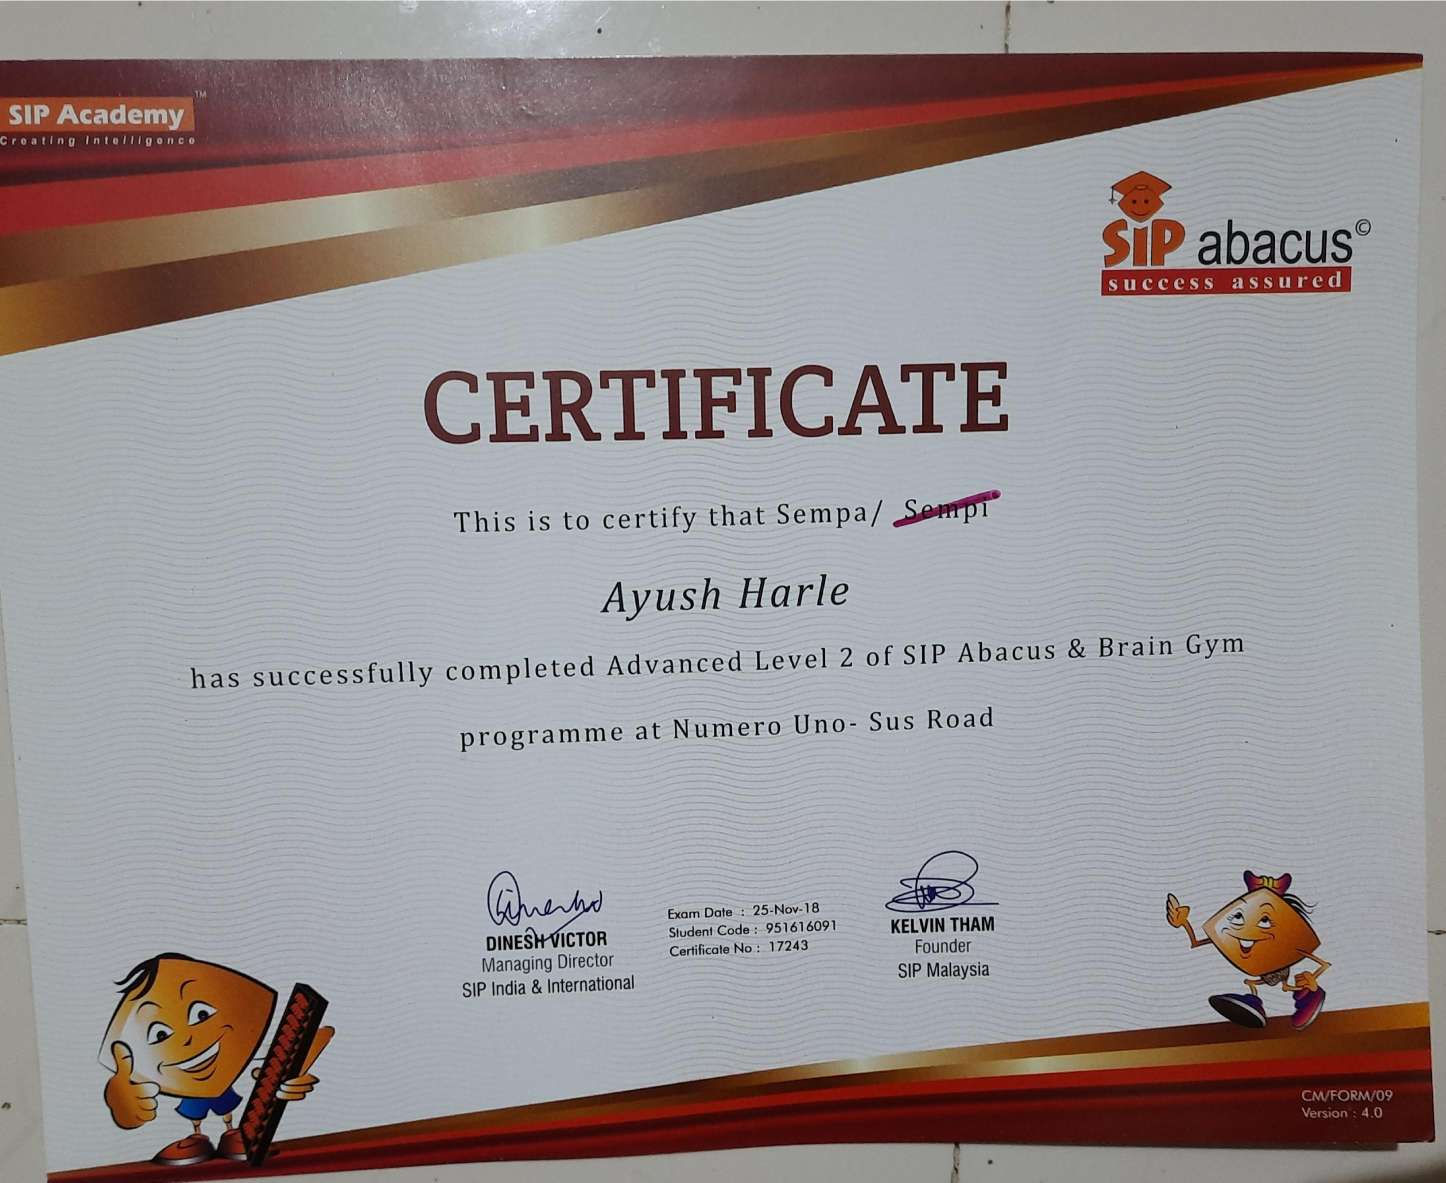 SIP Academy™
Creating Intelligence
SIP abacus©
success assured
CERTIFICATE
This is to certify that Sempa/ Sempi
Ayush Harle
has successfully completed Advanced Level 2 of SIP Abacus & Brain Gym
programme at Numero Uno- Sus Road
DINESH VICTOR
Managing Director
SIP India & International
Exam Date : 25-Nov-18
Student Code : 951616091
Certificate No : 17243
KELVIN THAM
Founder
SIP Malaysia
CM/FORM/09
Version : 4.0